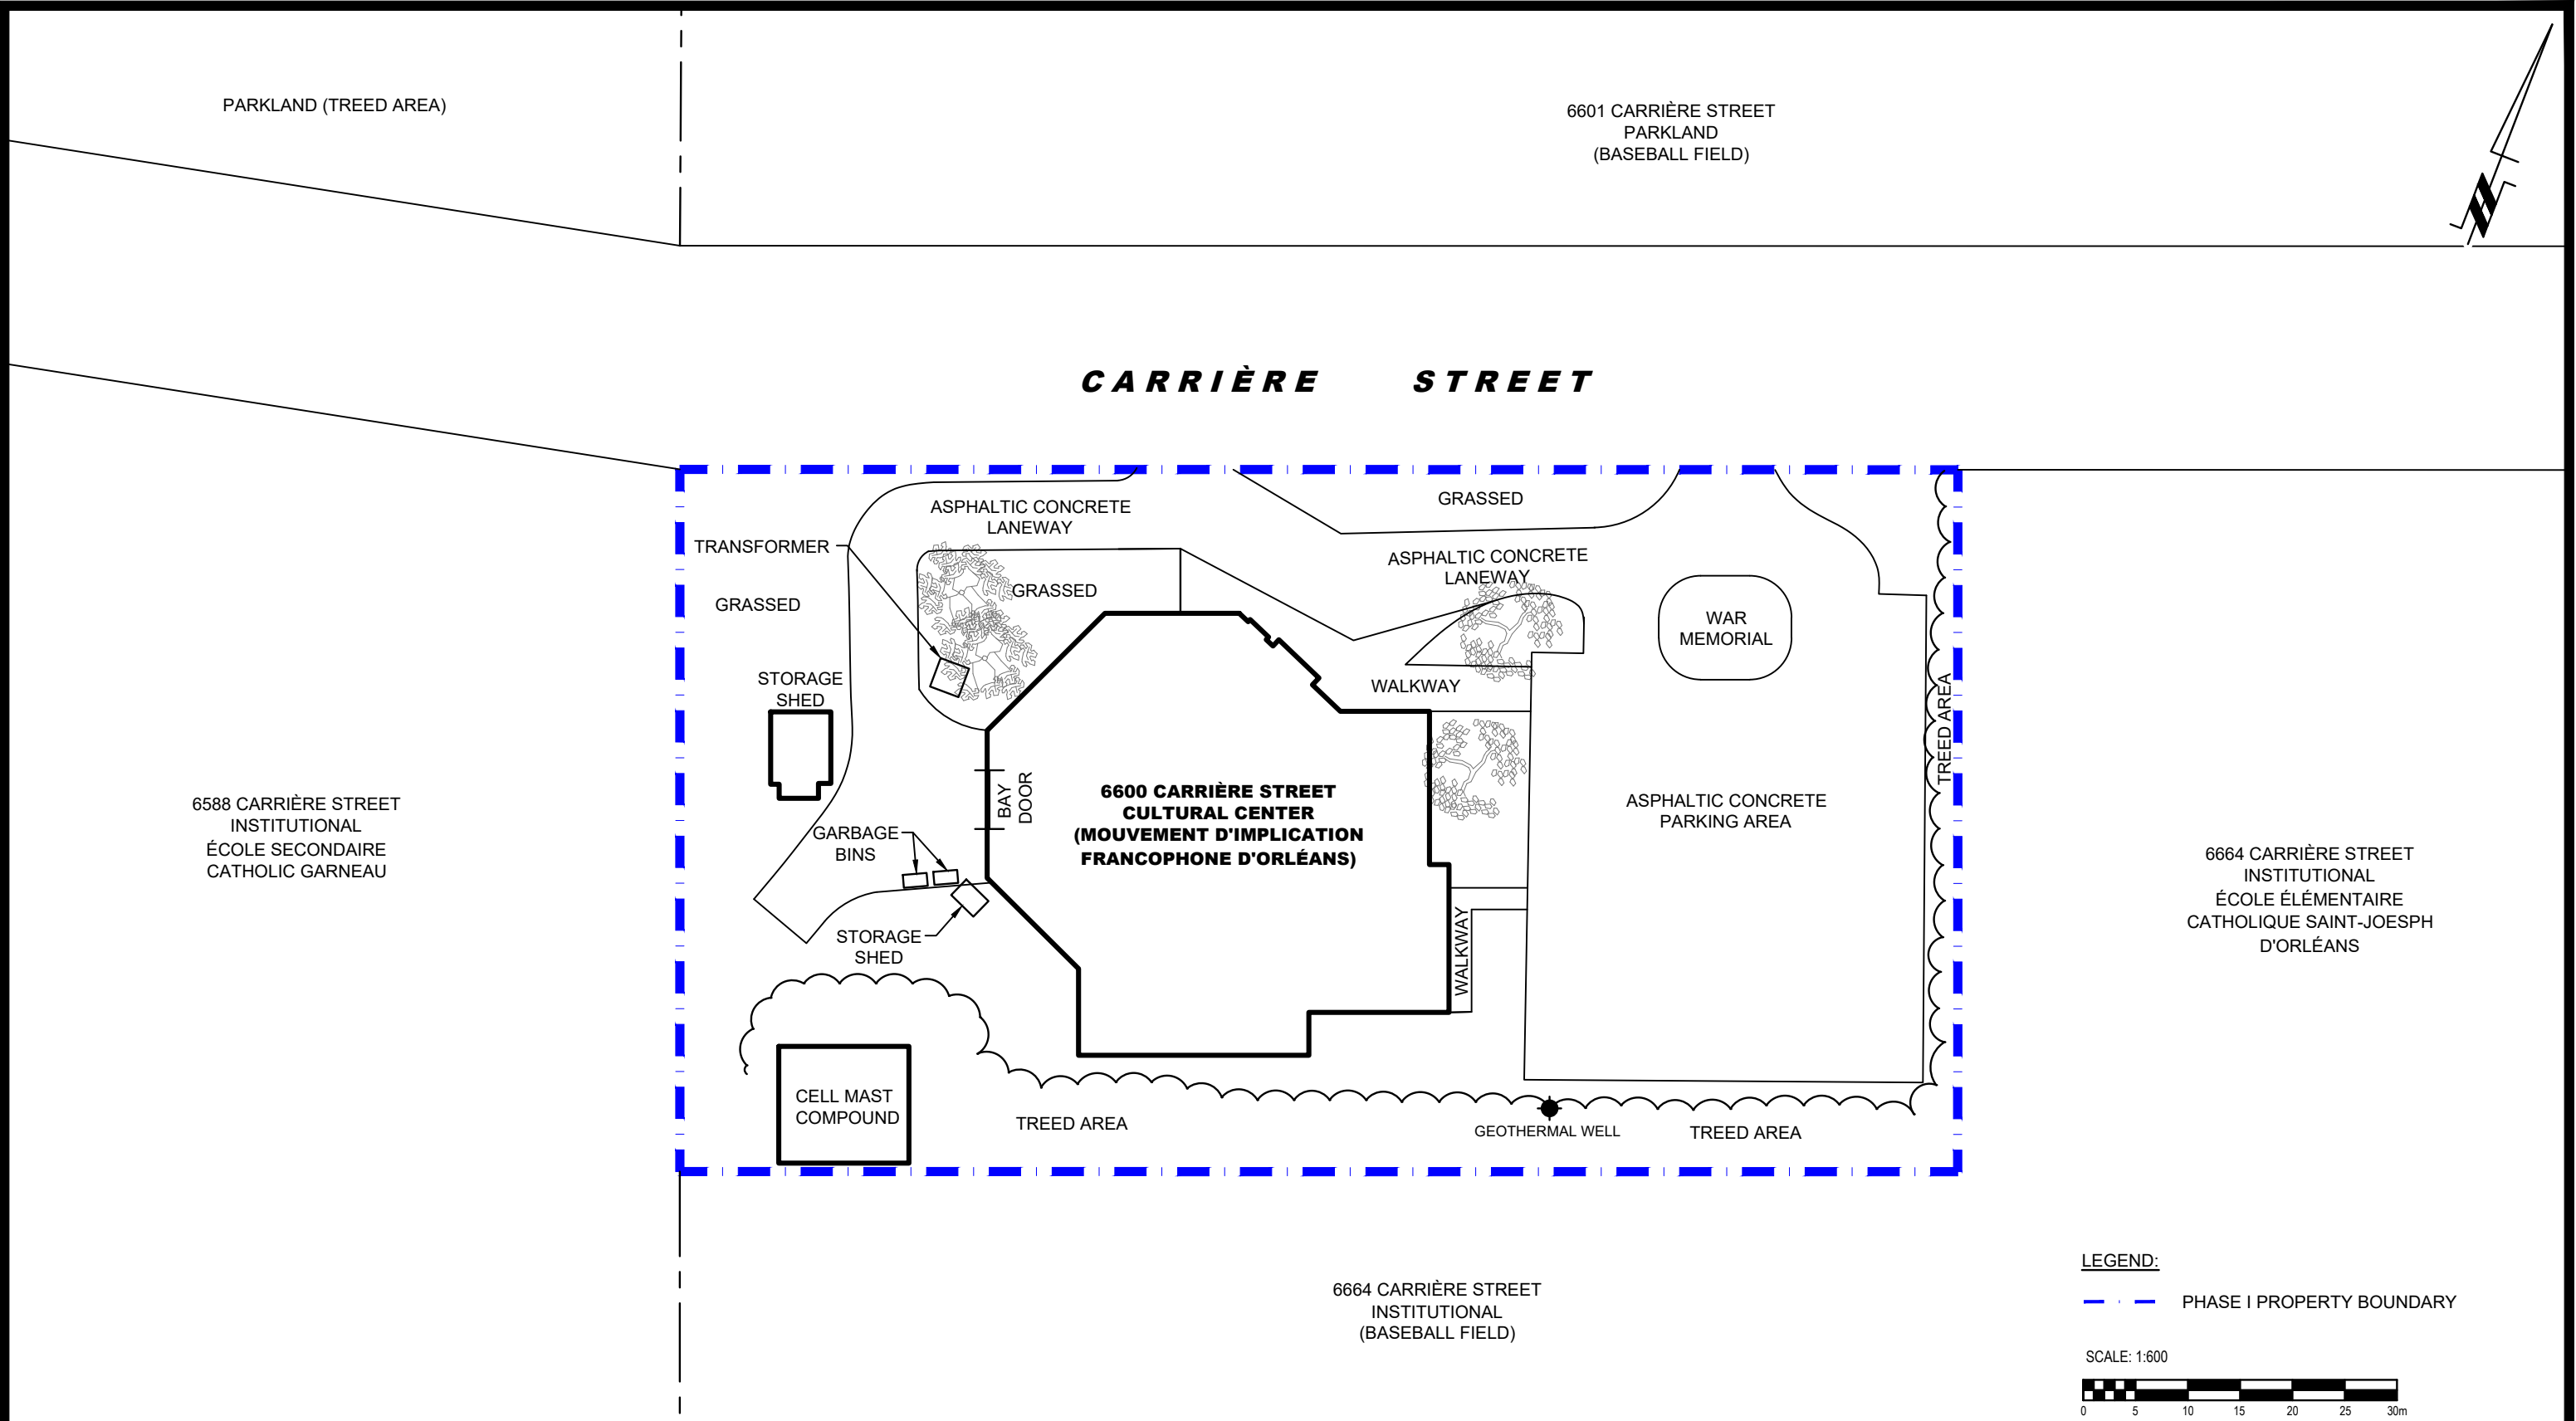 PARKLAND (TREED AREA)
6601 CARRIÈRE STREET
PARKLAND
(BASEBALL FIELD)
CARRIÈRE STREET
GRASSED
ASPHALTIC CONCRETE
LANEWAY
TRANSFORMER
ASPHALTIC CONCRETE
LANEWAY
GRASSED
GRASSED
WAR
MEMORIAL
STORAGE
SHED
WALKWAY
TREED AREA
BAY
DOOR
6600 CARRIÈRE STREET
CULTURAL CENTER
(MOUVEMENT D'IMPLICATION
FRANCOPHONE D'ORLÉANS)
ASPHALTIC CONCRETE
PARKING AREA
6588 CARRIÈRE STREET
INSTITUTIONAL
ÉCOLE SECONDAIRE
CATHOLIC GARNEAU
GARBAGE
BINS
6664 CARRIÈRE STREET
INSTITUTIONAL
ÉCOLE ÉLÉMENTAIRE
CATHOLIQUE SAINT-JOESPH
D'ORLÉANS
STORAGE
SHED
WALKWAY
CELL MAST
COMPOUND
TREED AREA
GEOTHERMAL WELL
TREED AREA
LEGEND:
PHASE I PROPERTY BOUNDARY
6664 CARRIÈRE STREET
INSTITUTIONAL
(BASEBALL FIELD)
SCALE: 1:600
0 5 10 15 20 25 30m